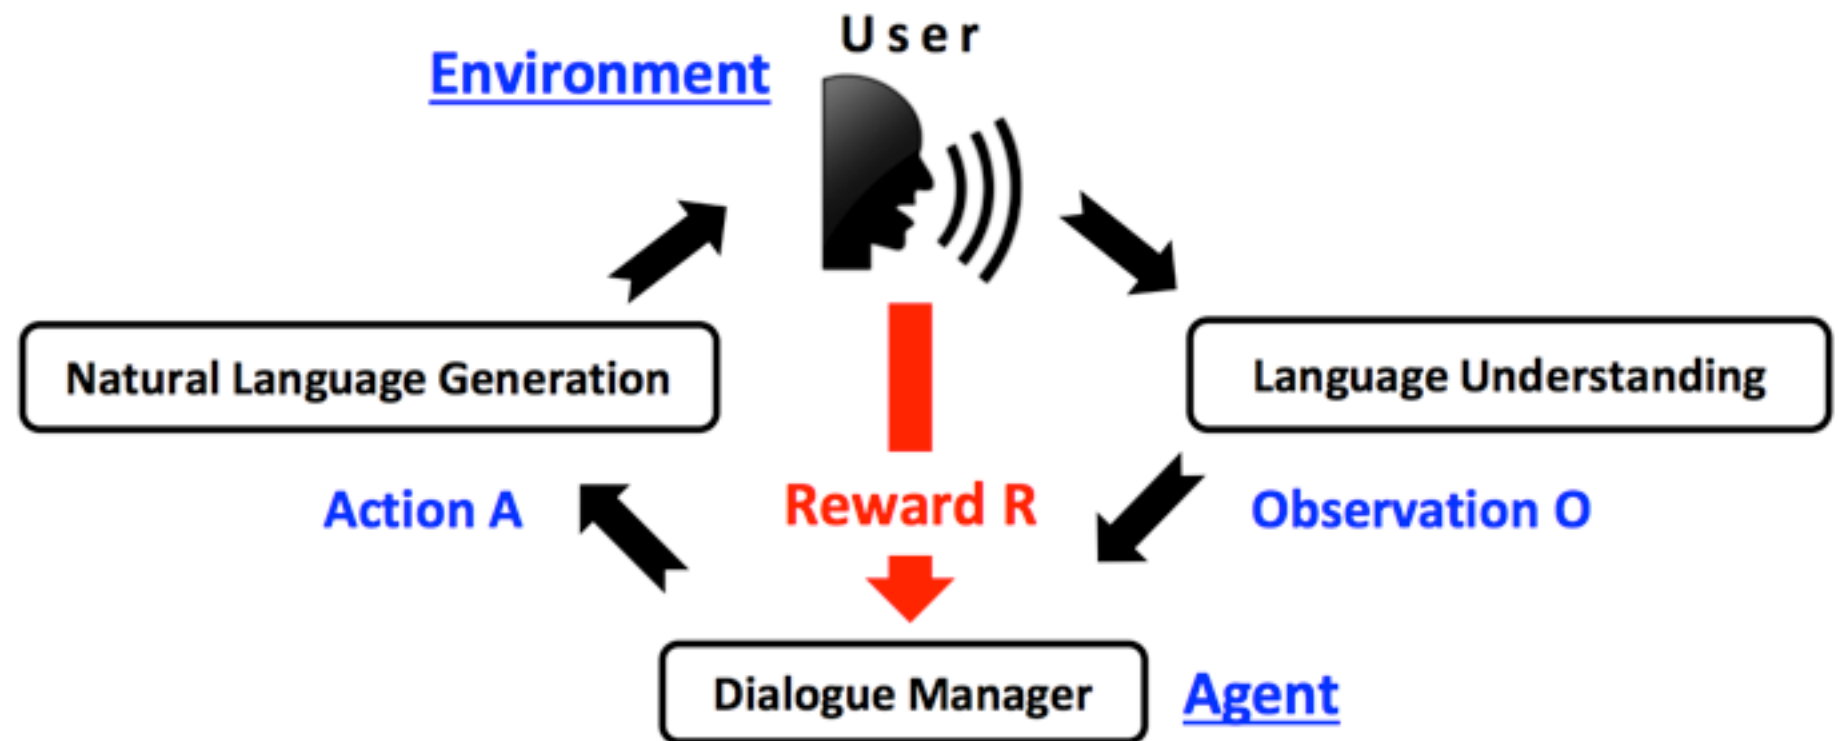 User
Environment
Natural Language Generation
Language Understanding
Action A
Reward R
Observation O
Dialogue Manager
Agent